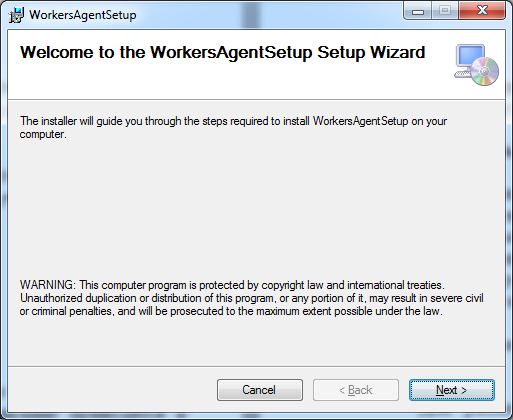 WorkersAgentSetup
Welcome to the WorkersAgentSetup Setup Wizard
The installer will guide you through the steps required to install WorkersAgentSetup on your
computer.
WARNING: This computer program is protected by copyright law and international treaties.
Unauthorized duplication or distribution of this program, or any portion of it, may result in severe civil
or criminal penalties, and will be prosecuted to the maximum extent possible under the law.
Cancel
< Back
Next >